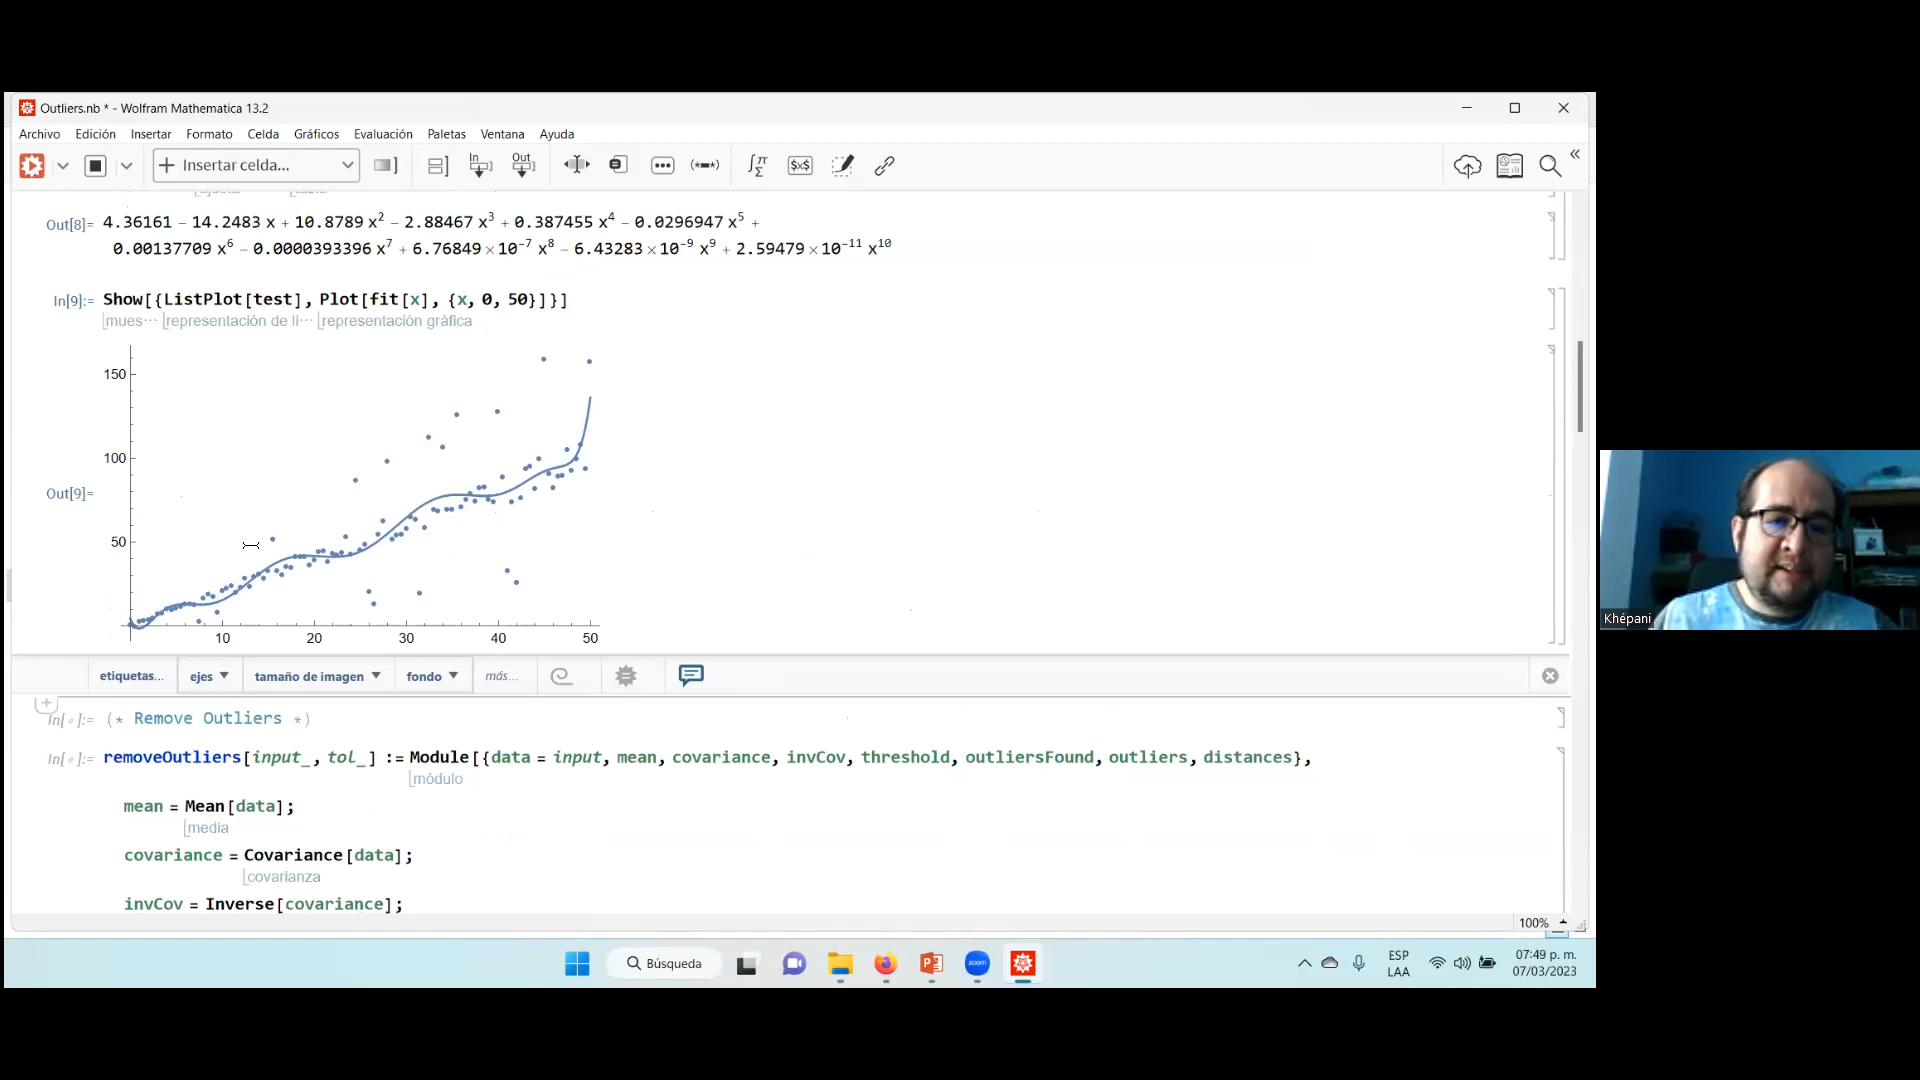 Outliers.nb * - Wolfram Mathematica 13.2
Archivo Edición Insertar Formato Celda Gráficos Evaluación Paletas Ventana Ayuda
Insertar celda... In Out
Out[8]= 4.36161 − 14.2483 x + 10.8789 x² − 2.88467 x³ + 0.387455 x⁴ − 0.0296947 x⁵ +
0.00137709 x⁶ − 0.0000393396 x⁷ + 6.76849×10⁻⁷ x⁸ − 6.43283×10⁻⁹ x⁹ + 2.59479×10⁻¹¹ x¹⁰
In[9]:= Show[{ListPlot[test], Plot[fit[x], {x, 0, 50}]}]
mues··· representación de li··· representación gráfica
150
100
Out[9]=
50
10 20 30 40 50
etiquetas... ejes tamaño de imagen fondo más...
In[∘]:= (* Remove Outliers *)
In[∘]:= removeOutliers[input_, tol_] := Module[{data = input, mean, covariance, invCov, threshold, outliersFound, outliers, distances},
módulo
mean = Mean[data];
media
covariance = Covariance[data];
covarianza
invCov = Inverse[covariance];
100%
Búsqueda
zoom
ESP
LAA
07:49 p. m.
07/03/2023
Khépani